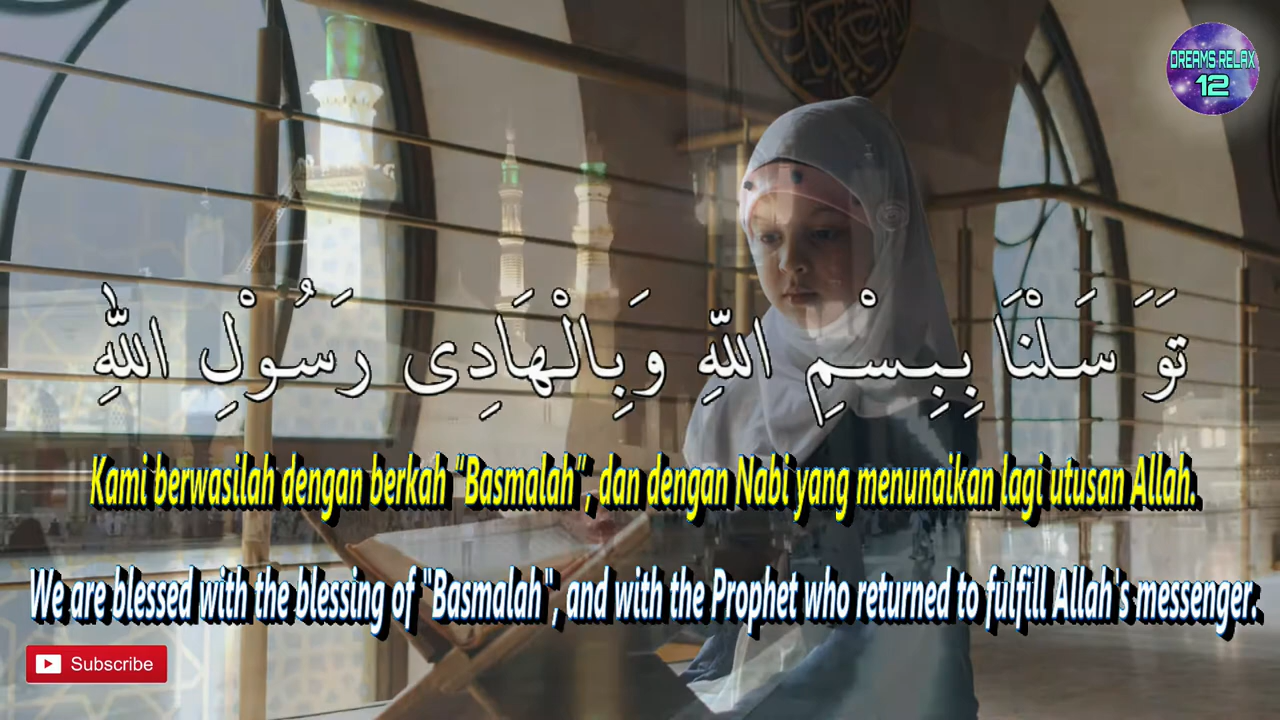 DREAMS RELAX
12
تَوَسَلْنَا بِبِسْمِ اللّهِ وَبِالْهَادِى رَسُوْلِ اللّٰهِ
Kami berwasilah dengan berkah "Basmalah", dan dengan Nabi yang menunaikan lagi utusan Allah.
We are blessed with the blessing of "Basmalah", and with the Prophet who returned to fulfill Allah's messenger.
Subscribe